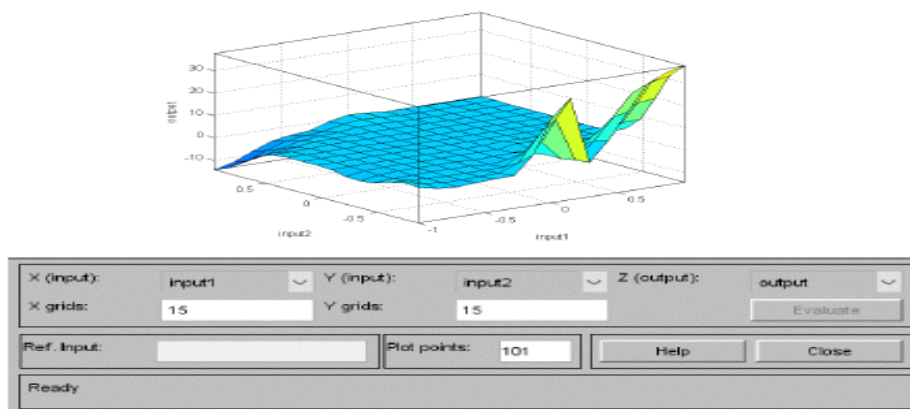 30
20
10
0
-10
output
0.5
0
-0.5
input2
-1
-0.5
0
0.5
input1
X (input): input1 Y (input): input2 Z (output): output
X grids: 15 Y grids: 15 Evaluate
Ref. Input: Plot points: 101 Help Close
Ready